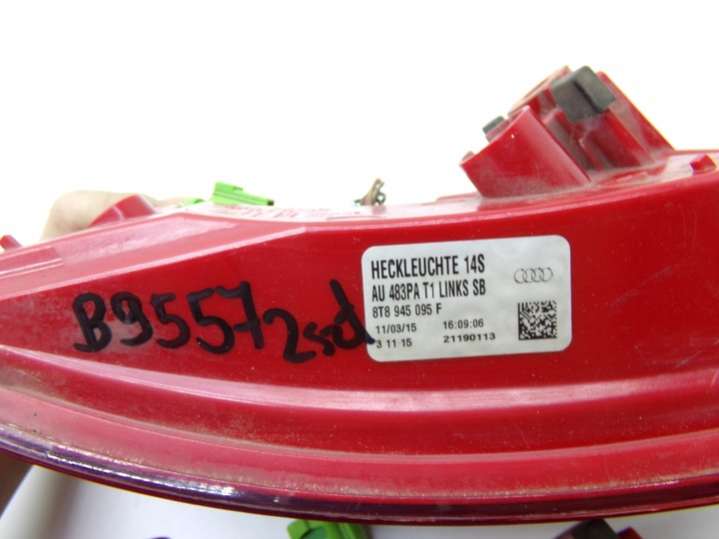 HECKLEUCHTE 14S
AU 483PA T1 LINKS SB
8T8 945 095 F
11/03/15 16:09:06
3 11 15 21190113
B9557 2sd